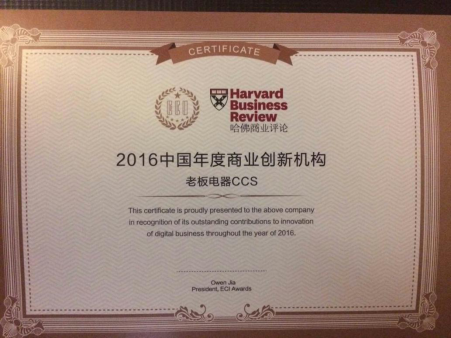 CERTIFICATE
Harvard
Business
Review
哈佛商业评论
2016中国年度商业创新机构
老板电器CCS
This certificate is proudly presented to the above company
in recognition of its outstanding contributions to innovation
of digital business throughout the year of 2016.
Owen Jia
President, ECI Awards